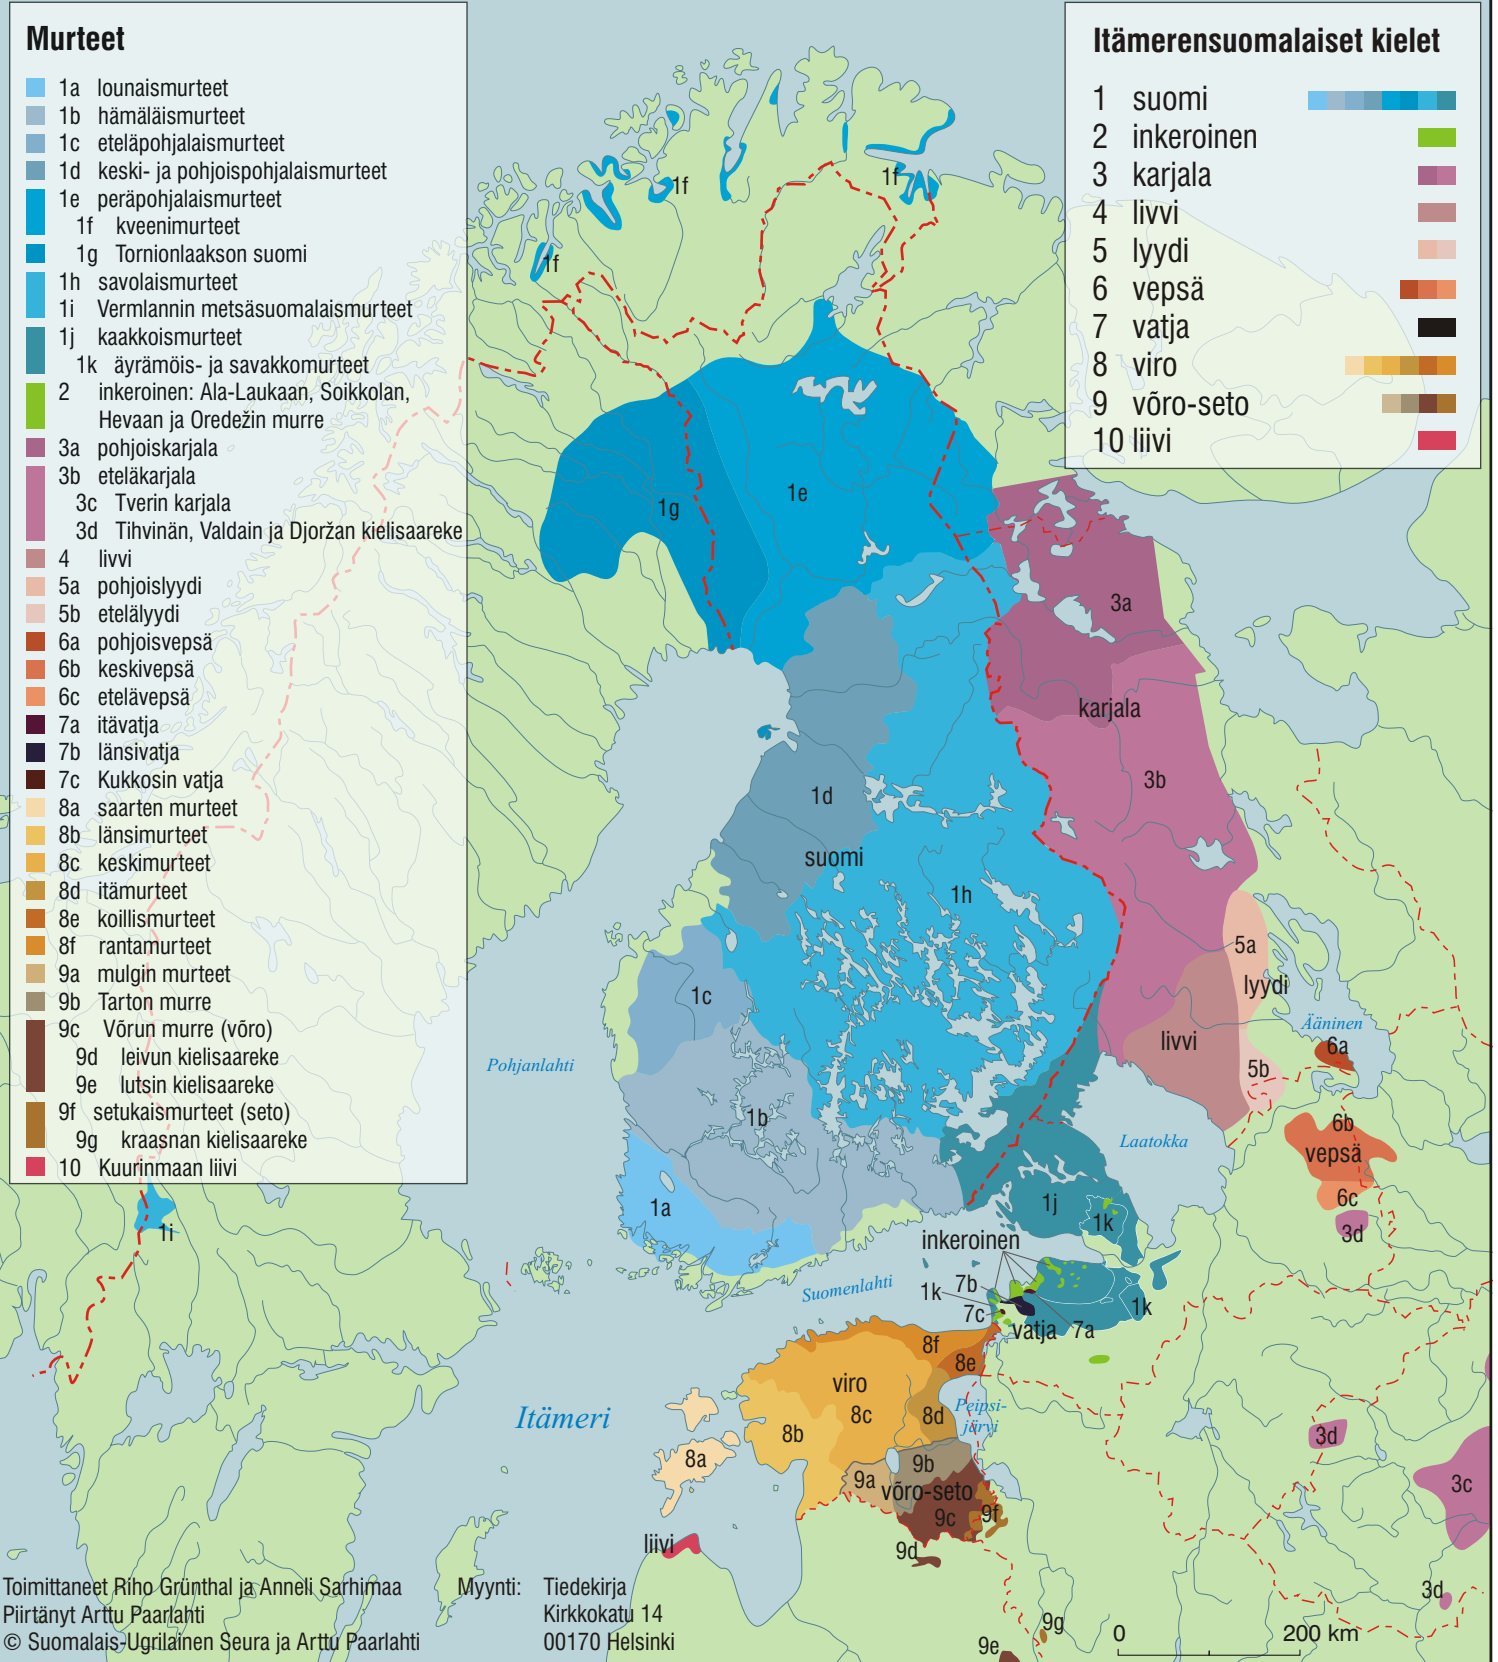 Murteet
1a lounaismurteet
1b hämäläismurteet
1c eteläpohjalaismurteet
1d keski- ja pohjoispohjalaismurteet
1e peräpohjalaismurteet
1f kveenimurteet
1g Tornionlaakson suomi
1h savolaismurteet
1i Vermlannin metsäsuomalaismurteet
1j kaakkoismurteet
1k äyrämöis- ja savakkomurteet
2 inkeroinen: Ala-Laukaan, Soikkolan,
Hevaan ja Oredežin murre
3a pohjoiskarjala
3b eteläkarjala
3c Tverin karjala
3d Tihvinän, Valdain ja Djoržan kielisaareke
4 livvi
5a pohjoislyydi
5b etelälyydi
6a pohjoisvepsä
6b keskivepsä
6c etelävepsä
7a itävatja
7b länsivatja
7c Kukkosin vatja
8a saarten murteet
8b länsimurteet
8c keskimurteet
8d itämurteet
8e koillismurteet
8f rantamurteet
9a mulgin murteet
9b Tarton murre
9c Võrun murre (võro)
9d leivun kielisaareke
9e lutsin kielisaareke
9f setukaismurteet (seto)
9g kraasnan kielisaareke
10 Kuurinmaan liivi
Itämerensuomalaiset kielet
1 suomi
2 inkeroinen
3 karjala
4 livvi
5 lyydi
6 vepsä
7 vatja
8 viro
9 võro-seto
10 liivi
1f
1f
1f
1g
1e
3a
karjala
3b
1d
suomi
1h
5a
lyydi
1c
Ääninen
livvi
6a
Pohjanlahti
5b
1b
6b
Laatokka
vepsä
6c
1a
1j
1k
3d
1i
inkeroinen
Suomenlahti
7b
1k
7c
1k
vatja
7a
8f
8e
viro
8c
8d
Peipsi-
järvi
Itämeri
8b
3d
8a
9b
9a
võro-seto
3c
9c
9f
liivi
9d
3d
9g
9e
0
200 km
Toimittaneet Riho Grünthal ja Anneli Sarhimaa
Piirtänyt Arttu Paarlahti
© Suomalais-Ugrilainen Seura ja Arttu Paarlahti
Myynti: Tiedekirja
Kirkkokatu 14
00170 Helsinki